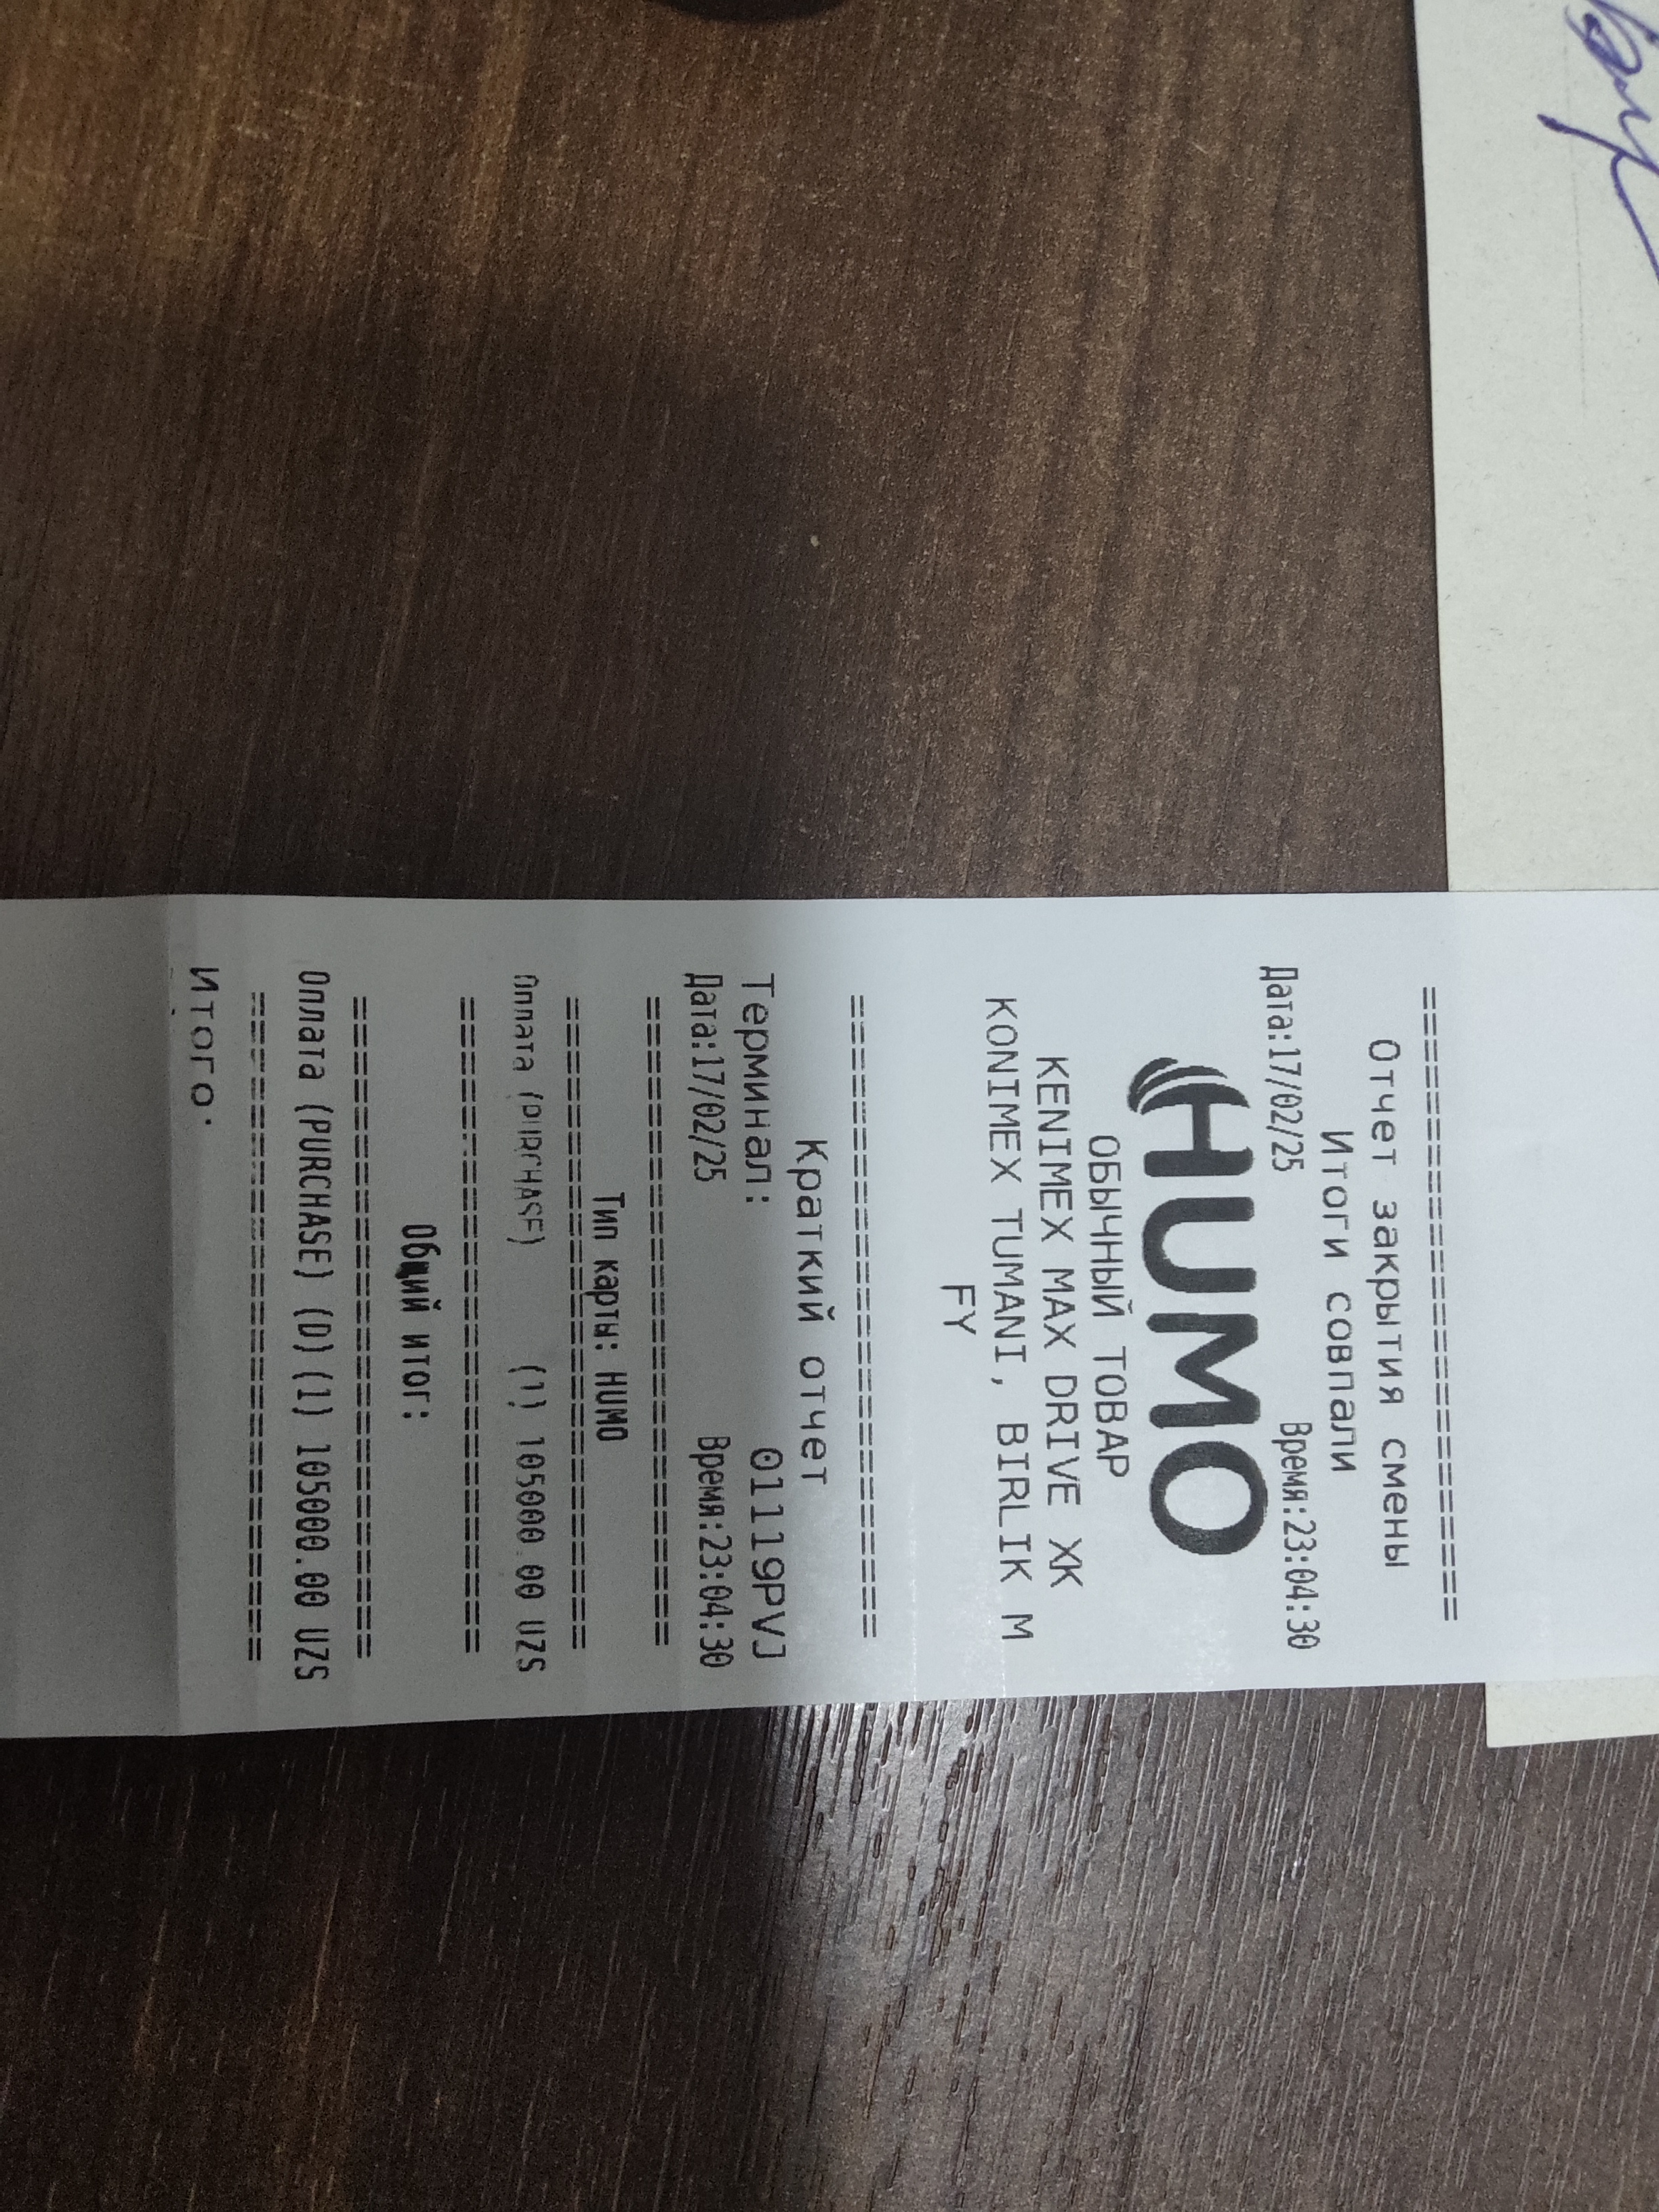 ==============================
Отчет закрытия смены
Итоги совпали
Дата:17/02/25 Время:23:04:30
HUMO
ОБЫЧНЫЙ ТОВАР
KENIMEX MAX DRIVE XK
KONIMEX TUMANI, BIRLIK M
FY
==============================
Краткий отчет
Терминал: 01119PVJ
Дата:17/02/25 Время:23:04:30
==============================
Тип карты: HUMO
==============================
Оплата (PURCHASE) (1) 105000.00 UZS
==============================
Общий итог:
==============================
Оплата (PURCHASE) (D) (1) 105000.00 UZS
==============================
Итого: